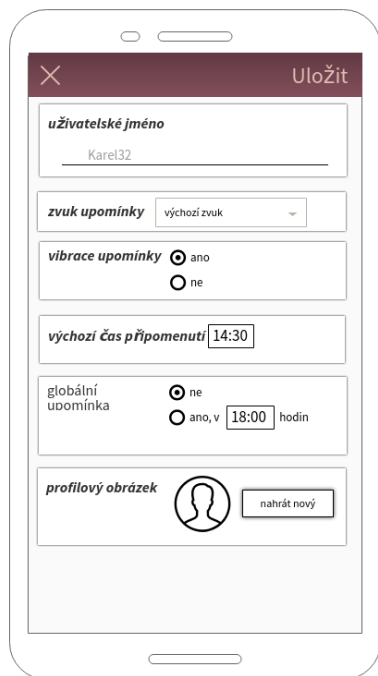 Uložit
uživatelské jméno
Karel32
zvuk upomínky výchozí zvuk
vibrace upomínky ano
ne
výchozí čas připomenutí 14:30
globální upomínka ne
ano, v 18:00 hodin
profilový obrázek nahrát nový